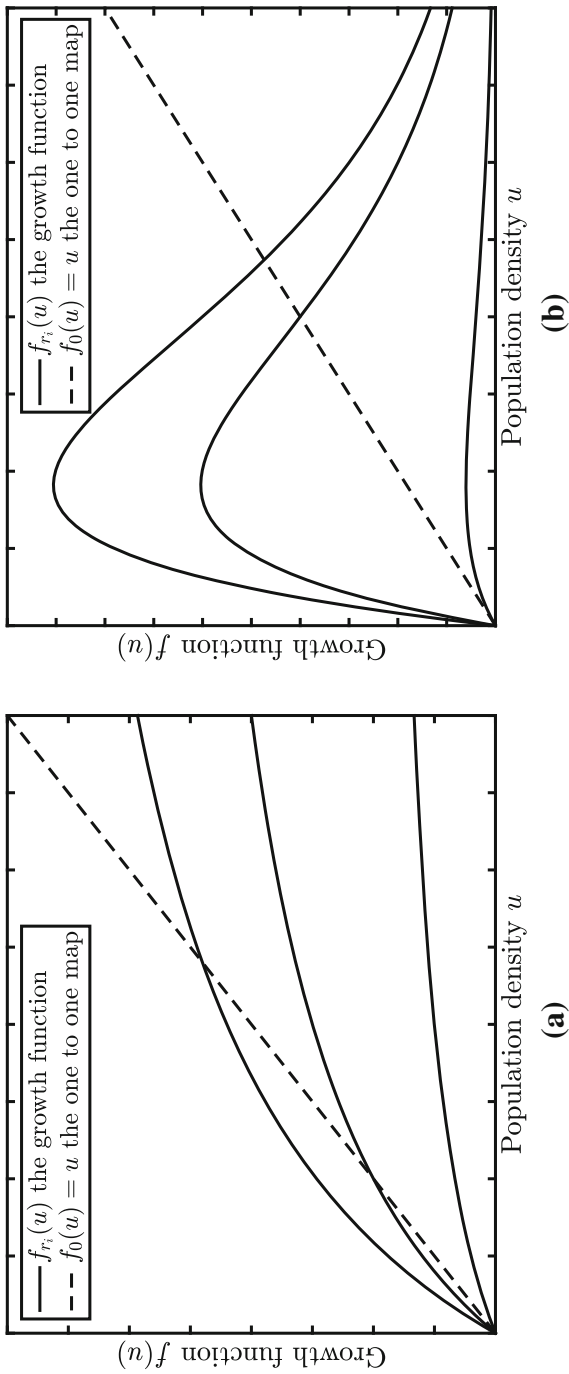 f_{r_i}(u) the growth function
f_0(u) = u the one to one map
Growth function f(u)
Population density u
(a)
f_{r_i}(u) the growth function
f_0(u) = u the one to one map
Growth function f(u)
Population density u
(b)